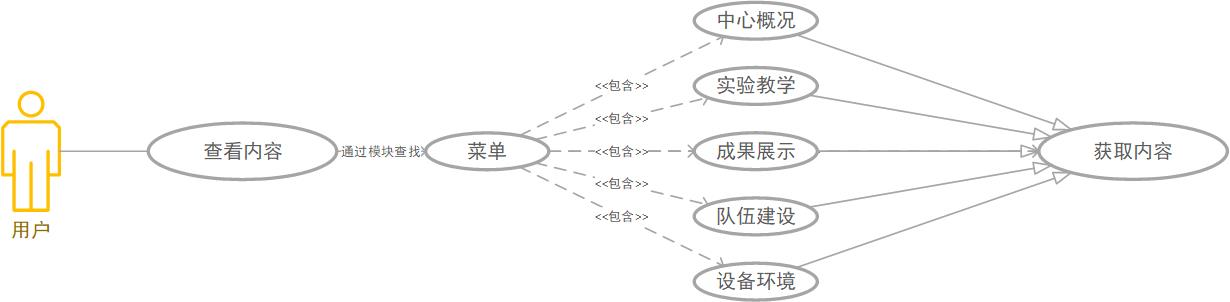 用户
查看内容
通过模块查找
菜单
<<包含>>
<<包含>>
<<包含>>
<<包含>>
<<包含>>
中心概况
实验教学
成果展示
队伍建设
设备环境
获取内容